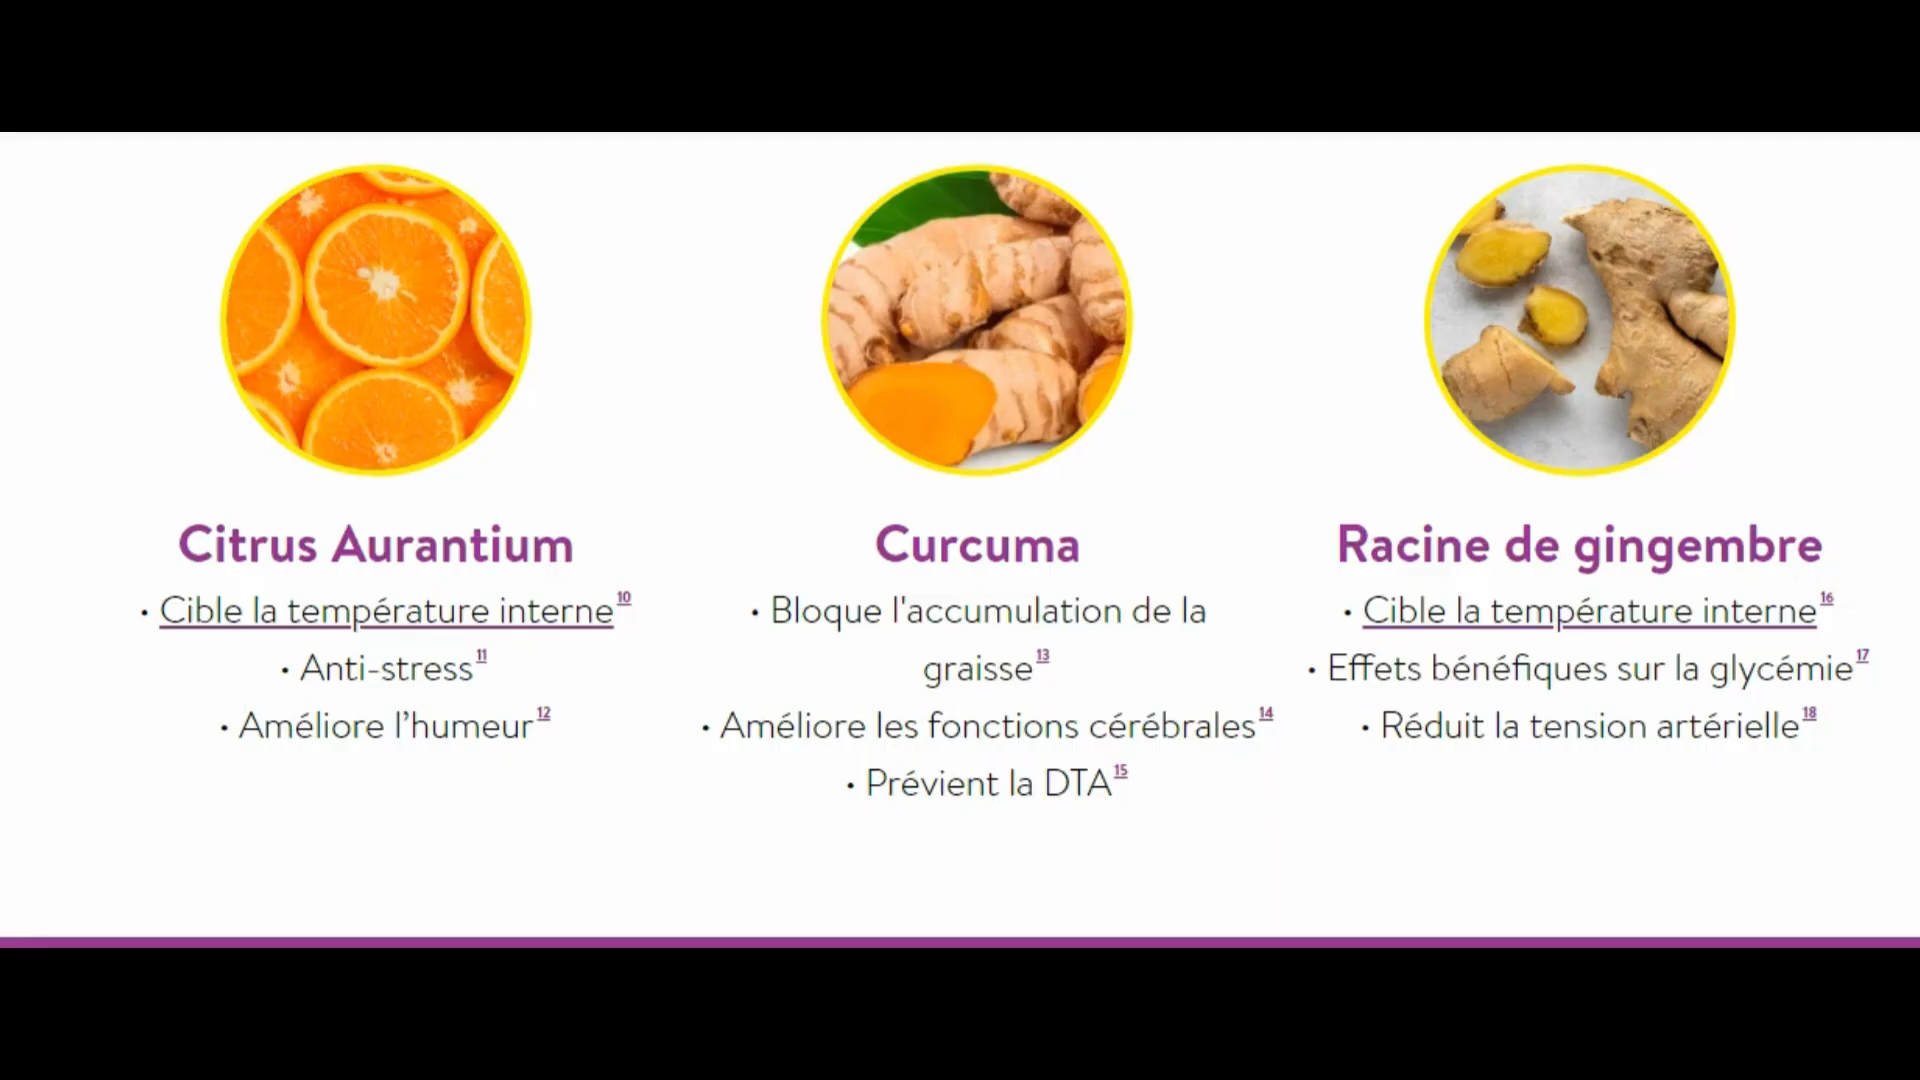 Citrus Aurantium
• Cible la température interne10
• Anti-stress11
• Améliore l’humeur12
Curcuma
• Bloque l'accumulation de la
graisse13
• Améliore les fonctions cérébrales14
• Prévient la DTA15
Racine de gingembre
• Cible la température interne16
• Effets bénéfiques sur la glycémie17
• Réduit la tension artérielle18